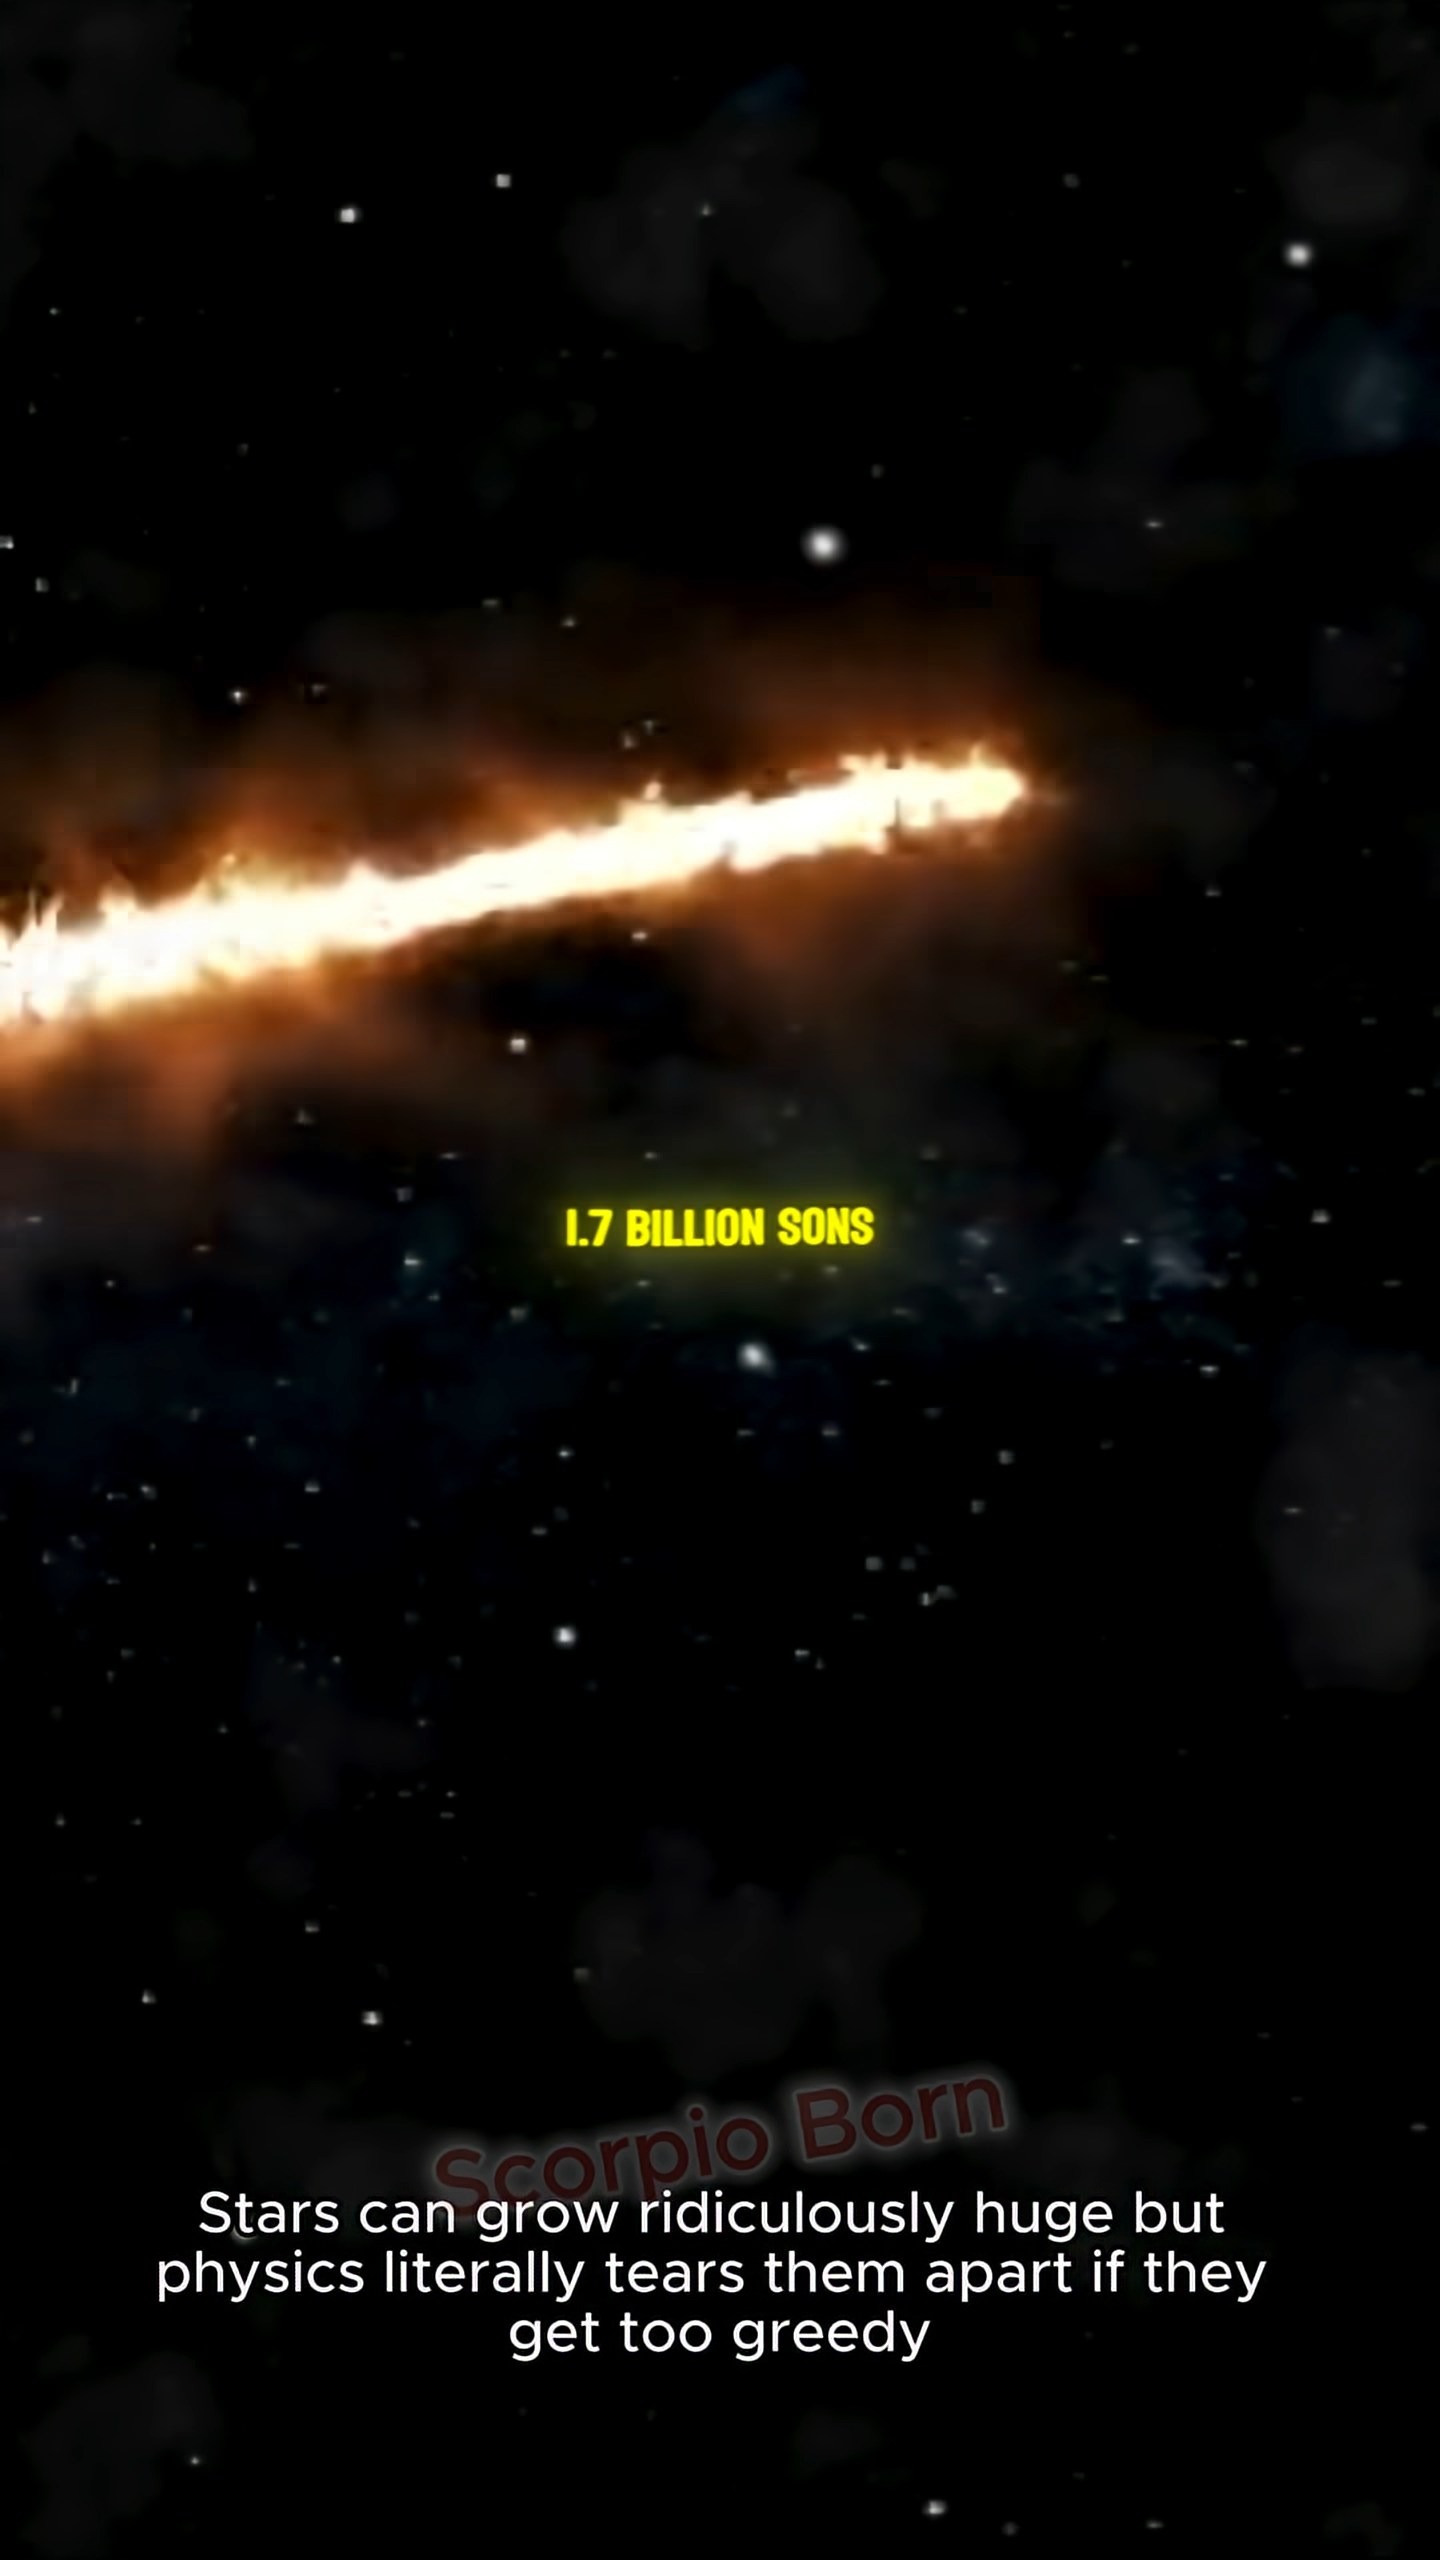 1.7 BILLION SONS
Scorpio Born
Stars can grow ridiculously huge but
physics literally tears them apart if they
get too greedy